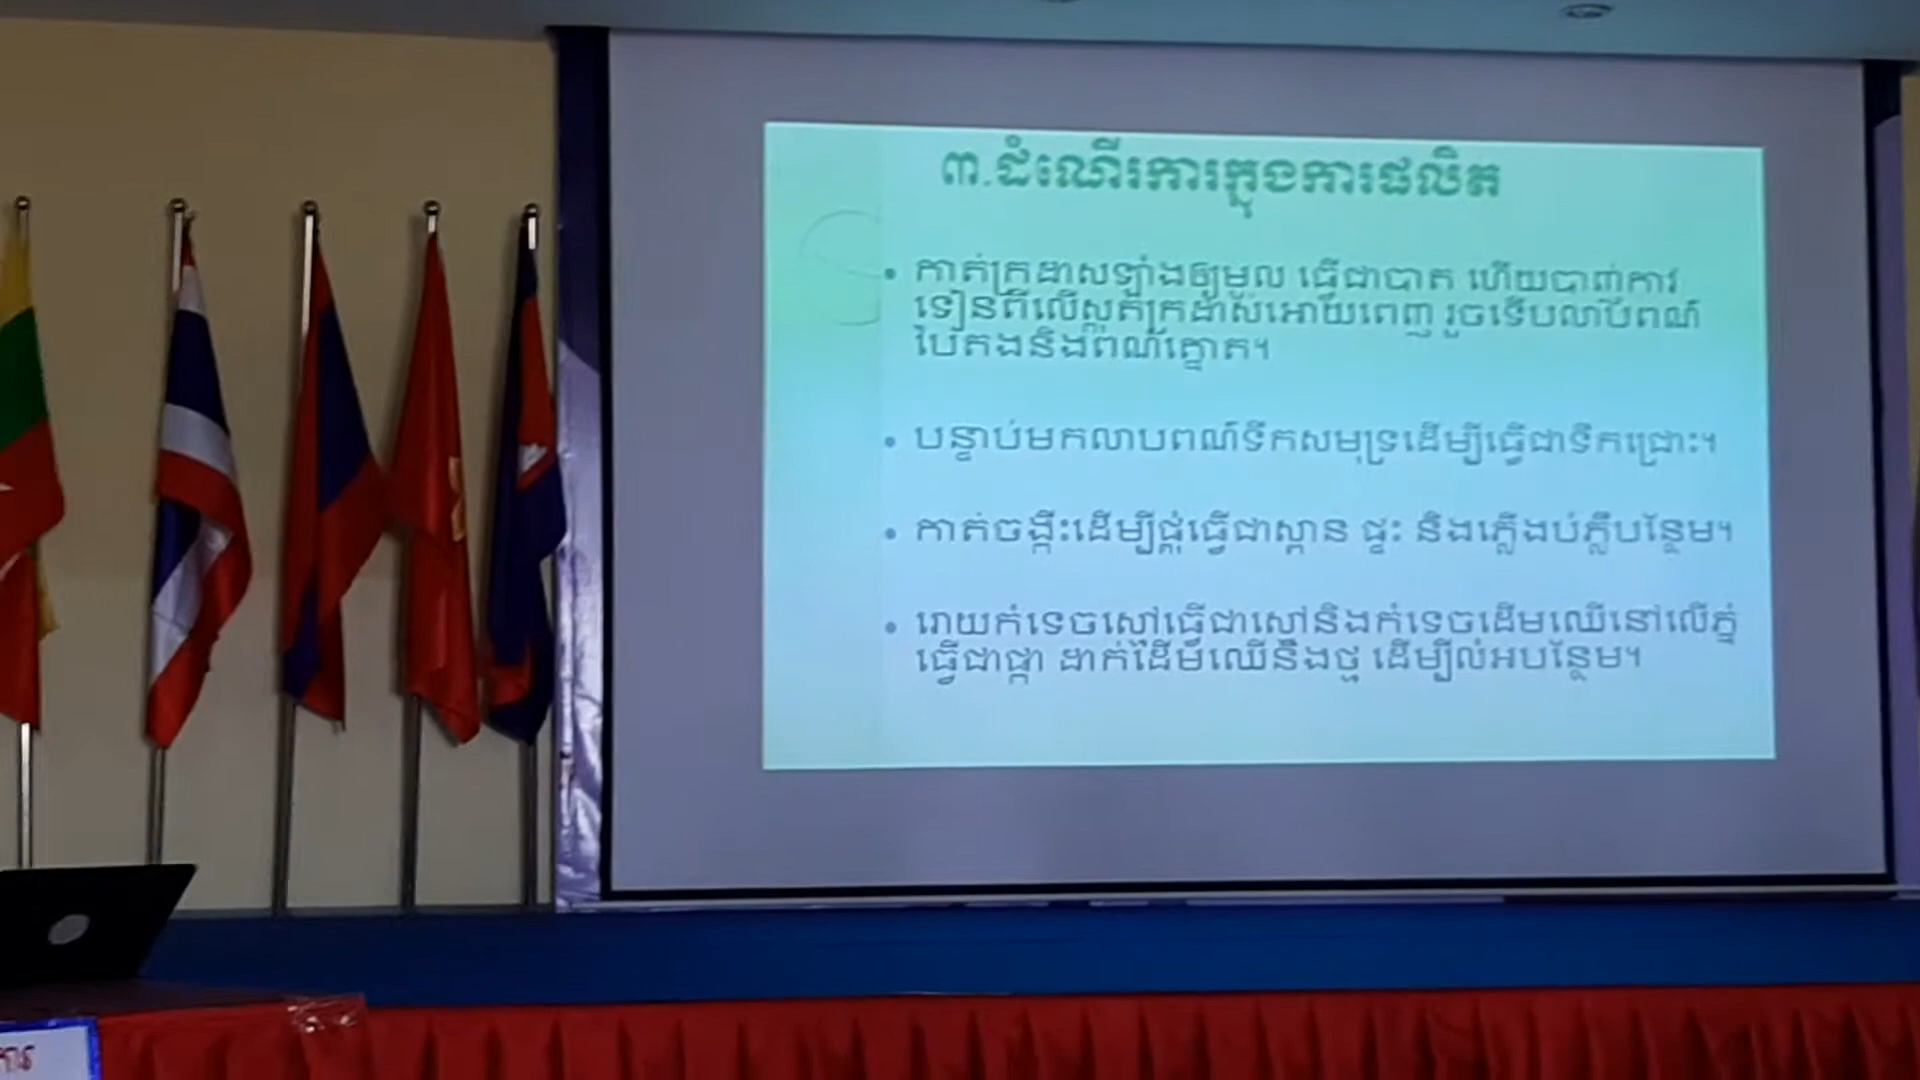 ៣.ដំណើរការក្នុងការផលិត
• កាត់ក្រដាសឡាំងឲ្យមូល ធ្វើជាបាត ហើយបាញ់កាវ
ទៀនពីលើស្កុតក្រដាសអោយពេញ រួចទើបលាបពណ៌
បៃតងនិងពណ៌ត្នោត។
• បន្ទាប់មកលាបពណ៌ទឹកសមុទ្រដើម្បីធ្វើជាទឹកជ្រោះ។
• កាត់ចង្កឹះដើម្បីផ្គុំធ្វើជាស្ពាន ផ្ទះ និងភ្លើងបំភ្លឺបន្ថែម។
• រោយកំទេចស្មៅធ្វើជាស្មៅនិងកំទេចដើមឈើនៅលើភ្នំ
ធ្វើជាផ្កា ដាក់ដើមឈើនិងថ្ម ដើម្បីលំអបន្ថែម។